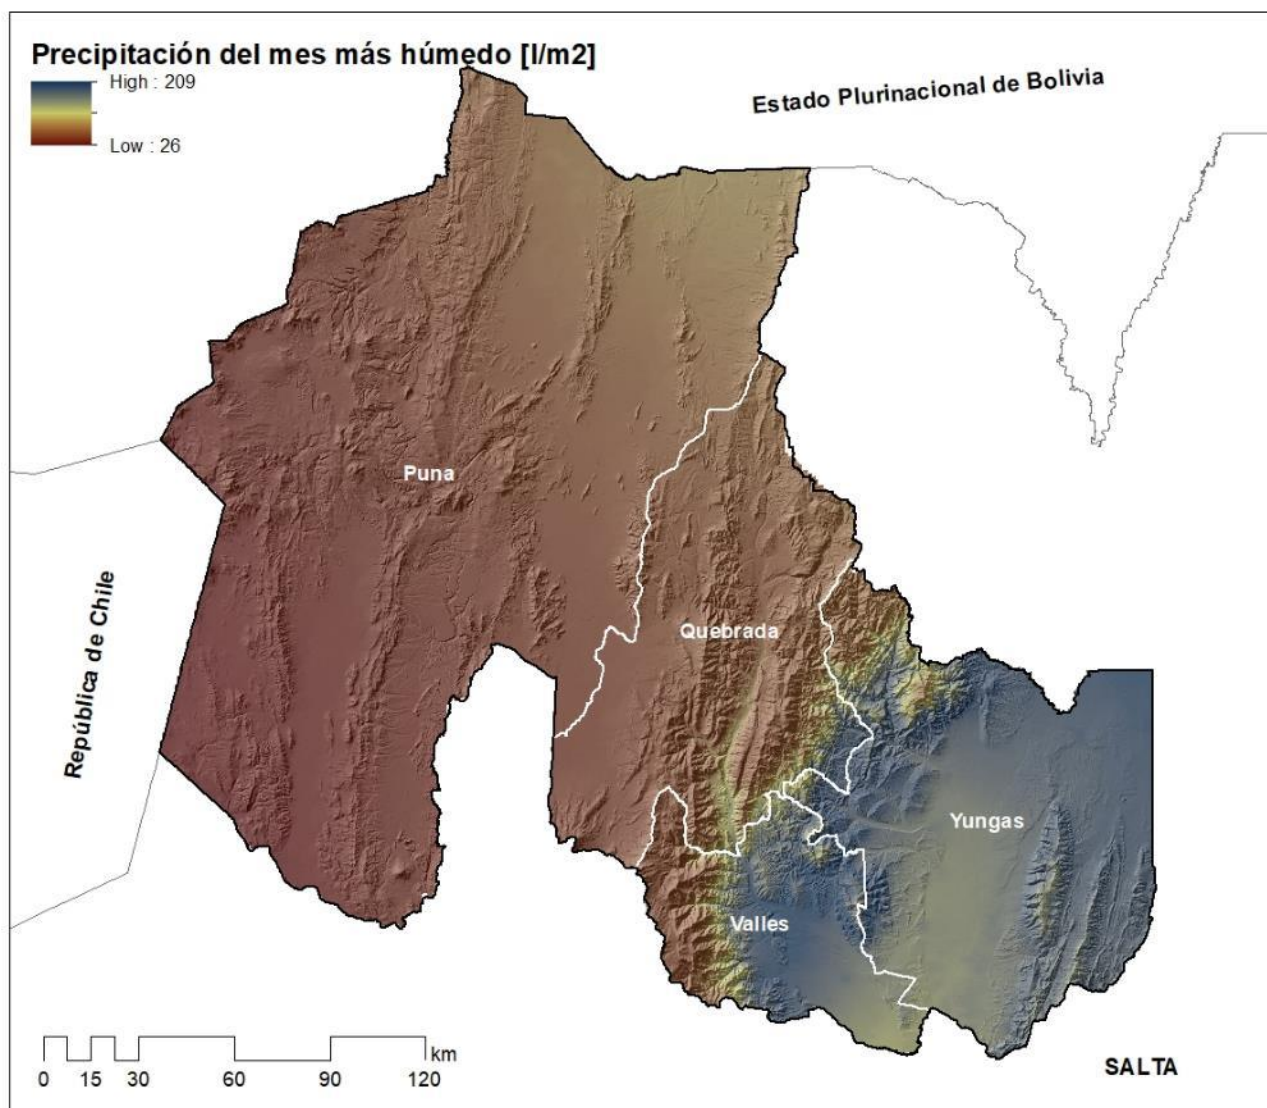 Precipitación del mes más húmedo [l/m2]
High : 209
Low : 26
Estado Plurinacional de Bolivia
Puna
República de Chile
Quebrada
Yungas
Valles
km
0 15 30 60 90 120
SALTA